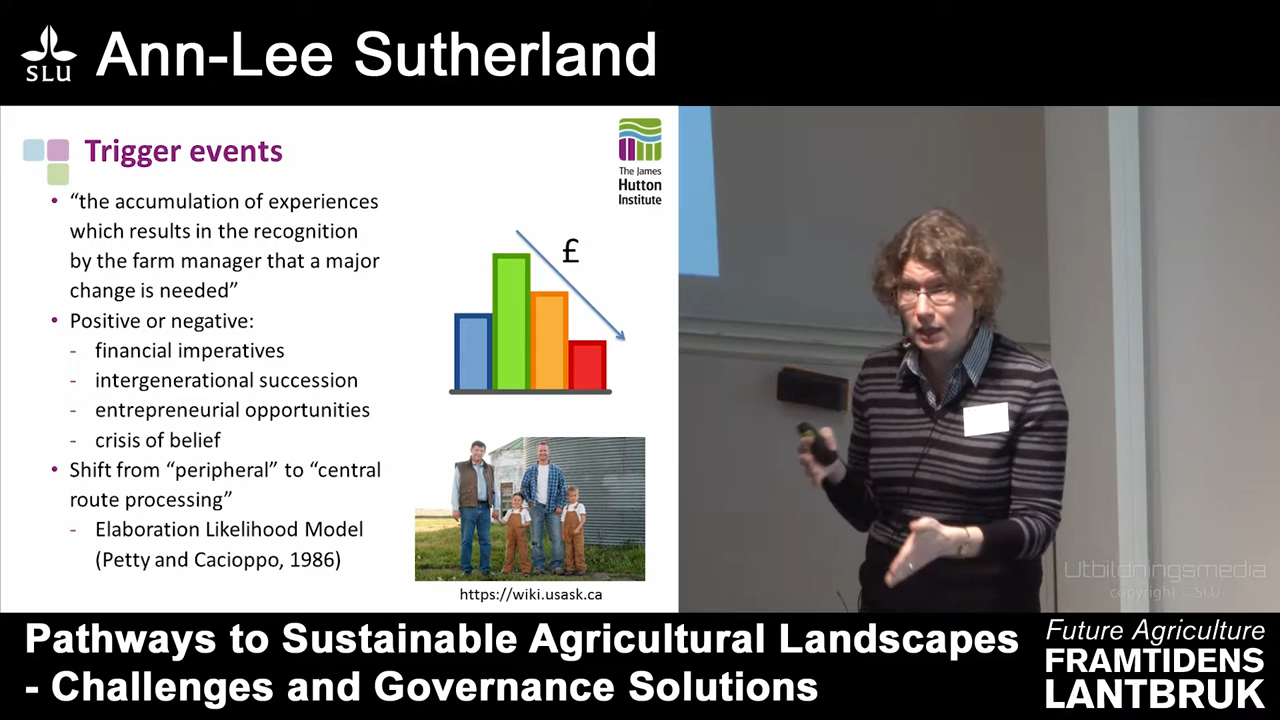 SLU
Ann-Lee Sutherland
Trigger events
The James
Hutton
Institute
• “the accumulation of experiences
which results in the recognition
by the farm manager that a major
change is needed”
• Positive or negative:
- financial imperatives
- intergenerational succession
- entrepreneurial opportunities
- crisis of belief
• Shift from “peripheral” to “central
route processing”
- Elaboration Likelihood Model
(Petty and Cacioppo, 1986)
£
https://wiki.usask.ca
Utbildningsmedia
copyright © SLU
Pathways to Sustainable Agricultural Landscapes
- Challenges and Governance Solutions
Future Agriculture
FRAMTIDENS
LANTBRUK